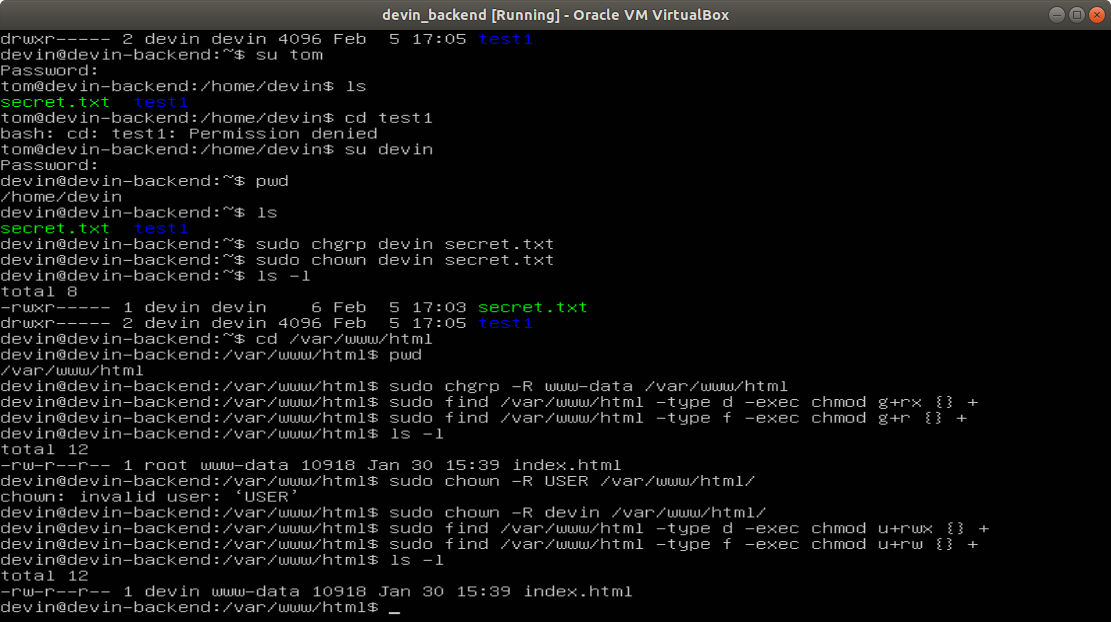 devin_backend [Running] - Oracle VM VirtualBox
drwxr----- 2 devin devin 4096 Feb  5 17:05 test1
devin@devin-backend:~$ su tom
Password:
tom@devin-backend:/home/devin$ ls
secret.txt  test1
tom@devin-backend:/home/devin$ cd test1
bash: cd: test1: Permission denied
tom@devin-backend:/home/devin$ su devin
Password:
devin@devin-backend:~$ pwd
/home/devin
devin@devin-backend:~$ ls
secret.txt  test1
devin@devin-backend:~$ sudo chgrp devin secret.txt
devin@devin-backend:~$ sudo chown devin secret.txt
devin@devin-backend:~$ ls -l
total 8
-rwxr----- 1 devin devin    6 Feb  5 17:03 secret.txt
drwxr----- 2 devin devin 4096 Feb  5 17:05 test1
devin@devin-backend:~$ cd /var/www/html
devin@devin-backend:/var/www/html$ pwd
/var/www/html
devin@devin-backend:/var/www/html$ sudo chgrp -R www-data /var/www/html
devin@devin-backend:/var/www/html$ sudo find /var/www/html -type d -exec chmod g+rx {} +
devin@devin-backend:/var/www/html$ sudo find /var/www/html -type f -exec chmod g+r {} +
devin@devin-backend:/var/www/html$ ls -l
total 12
-rw-r--r-- 1 root www-data 10918 Jan 30 15:39 index.html
devin@devin-backend:/var/www/html$ sudo chown -R USER /var/www/html/
chown: invalid user: ‘USER’
devin@devin-backend:/var/www/html$ sudo chown -R devin /var/www/html/
devin@devin-backend:/var/www/html$ sudo find /var/www/html -type d -exec chmod u+rwx {} +
devin@devin-backend:/var/www/html$ sudo find /var/www/html -type f -exec chmod u+rw {} +
devin@devin-backend:/var/www/html$ ls -l
total 12
-rw-r--r-- 1 devin www-data 10918 Jan 30 15:39 index.html
devin@devin-backend:/var/www/html$ _